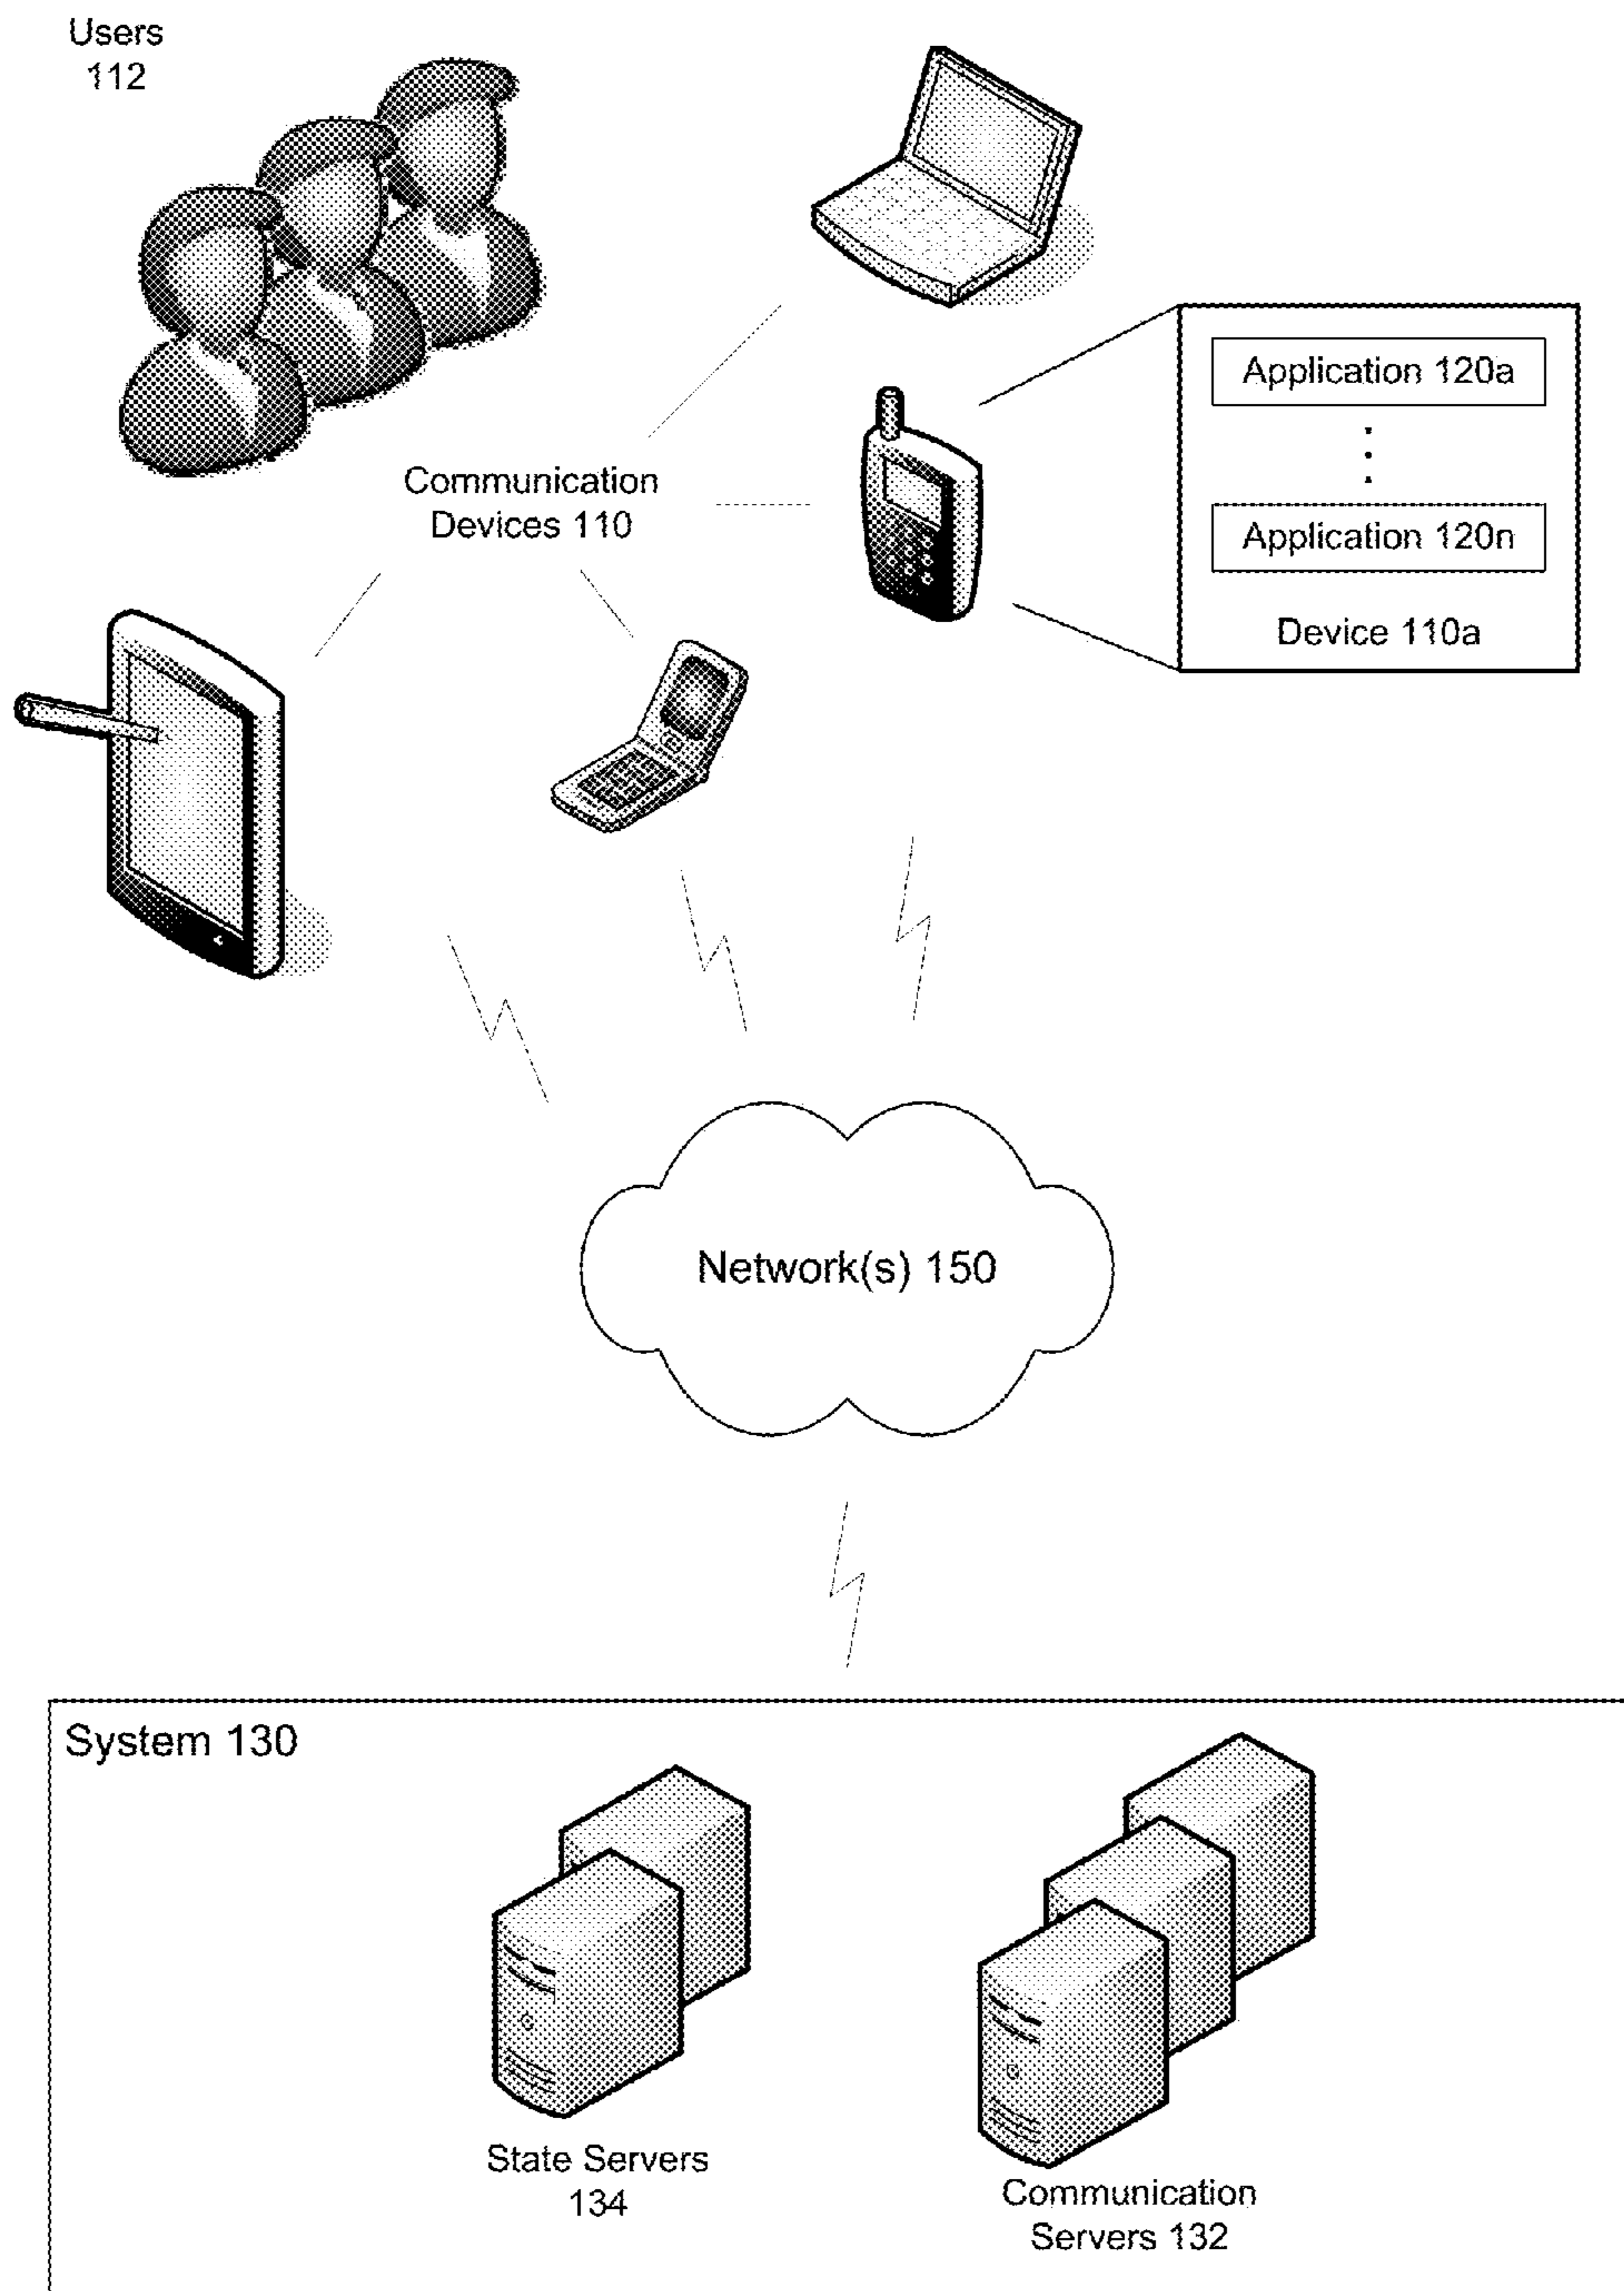 Users
112
Application 120a
Application 120n
Device 110a
Communication
Devices 110
Network(s) 150
System 130
State Servers
134
Communication
Servers 132